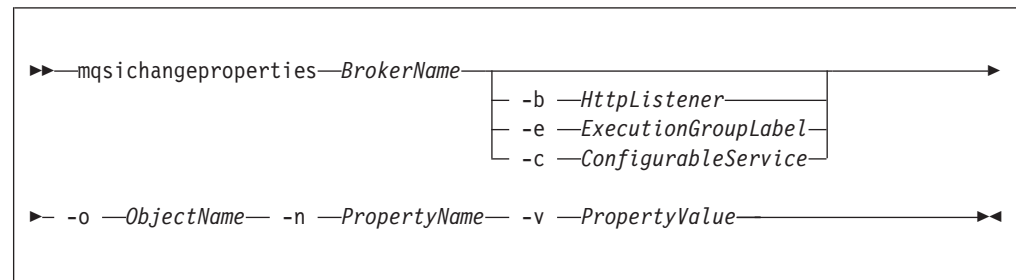 mqsichangeproperties BrokerName
-b HttpListener
-e ExecutionGroupLabel
-c ConfigurableService
-o ObjectName -n PropertyName -v PropertyValue